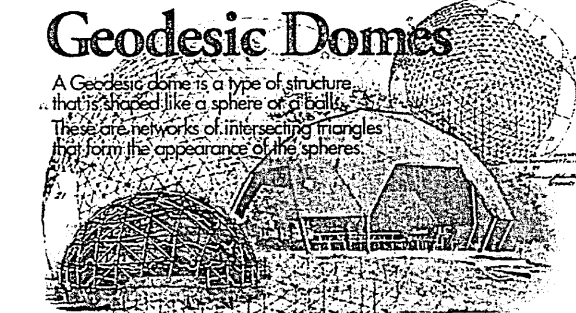 Geodesic Domes
A Geodesic dome is a type of structure
that is shaped like a sphere or a balls.
These are networks of intersecting triangles
that form the appearance of the spheres.